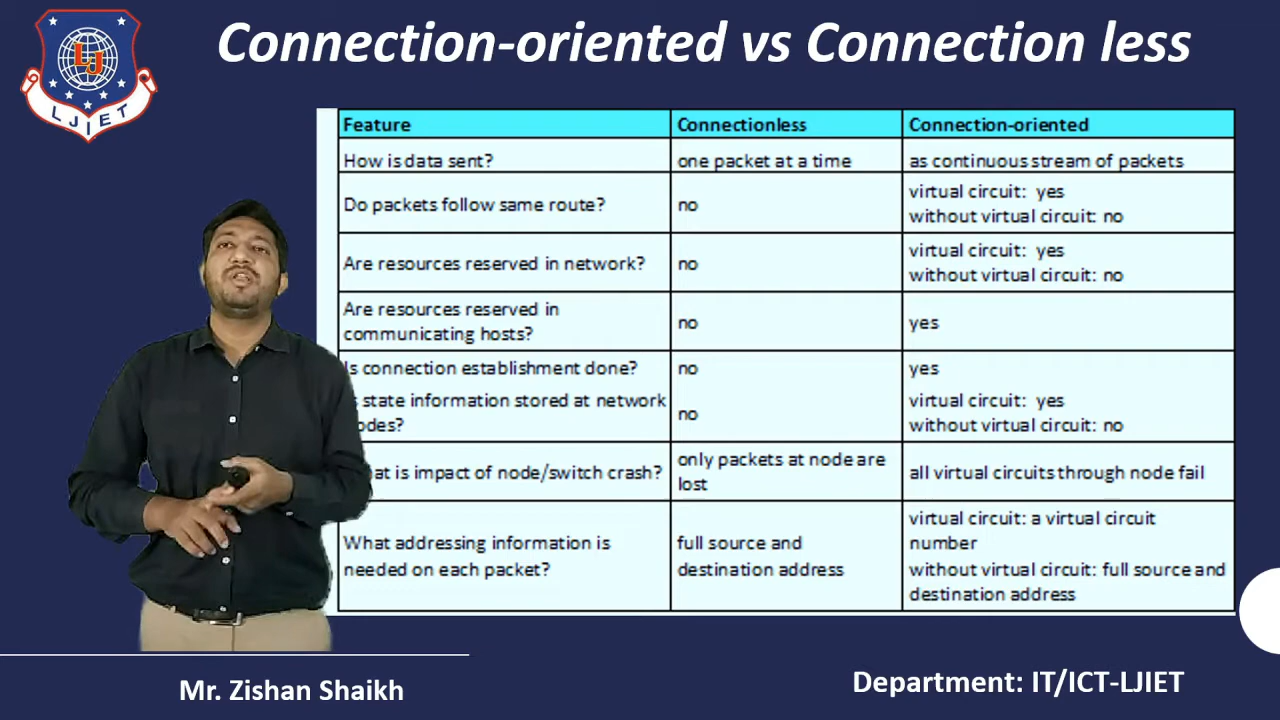 Connection-oriented vs Connection less
LJIET
Feature Connectionless Connection-oriented
How is data sent? one packet at a time as continuous stream of packets
Do packets follow same route? no virtual circuit: yes
without virtual circuit: no
Are resources reserved in network? no virtual circuit: yes
without virtual circuit: no
Are resources reserved in
communicating hosts? no yes
Is connection establishment done? no yes
state information stored at network no virtual circuit: yes
without virtual circuit: no
is impact of node/switch crash? only packets at node are
lost all virtual circuits through node fail
What addressing information is
needed on each packet? full source and
destination address virtual circuit: a virtual circuit
number
without virtual circuit: full source and
destination address
Mr. Zishan Shaikh
Department: IT/ICT-LJIET